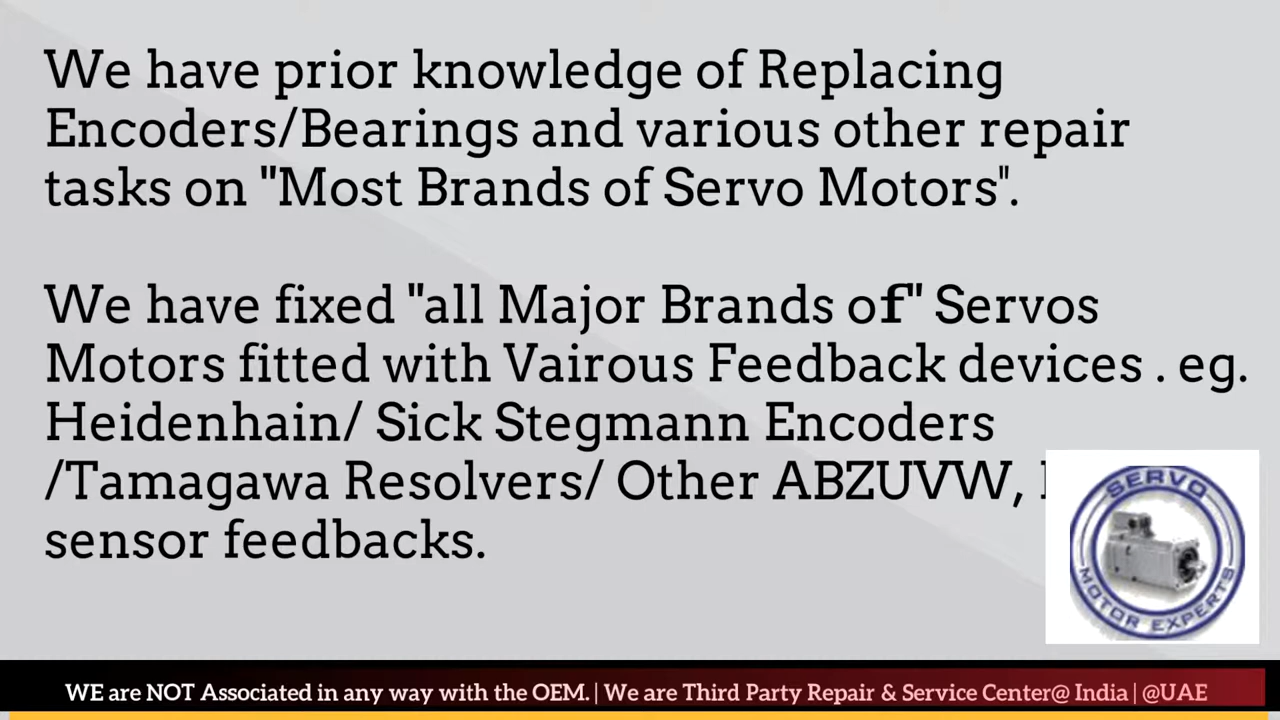 We have prior knowledge of Replacing
Encoders/Bearings and various other repair
tasks on "Most Brands of Servo Motors".
We have fixed "all Major Brands of" Servos
Motors fitted with Vairous Feedback devices . eg.
Heidenhain/ Sick Stegmann Encoders
/Tamagawa Resolvers/ Other ABZUVW,
sensor feedbacks.
SERVO
MOTOR EXPERTS
WE are NOT Associated in any way with the OEM. | We are Third Party Repair & Service Center@ India | @UAE